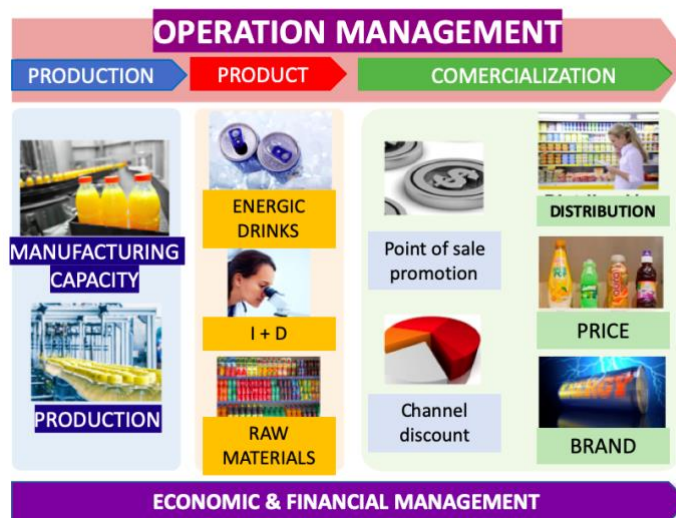 OPERATION MANAGEMENT
PRODUCTION
PRODUCT
COMERCIALIZATION
MANUFACTURING
CAPACITY
PRODUCTION
ENERGIC
DRINKS
I + D
RAW
MATERIALS
Point of sale
promotion
Channel
discount
DISTRIBUTION
PRICE
BRAND
ECONOMIC & FINANCIAL MANAGEMENT